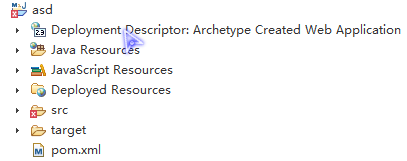 asd
Deployment Descriptor: Archetype Created Web Application
Java Resources
JavaScript Resources
Deployed Resources
src
target
pom.xml